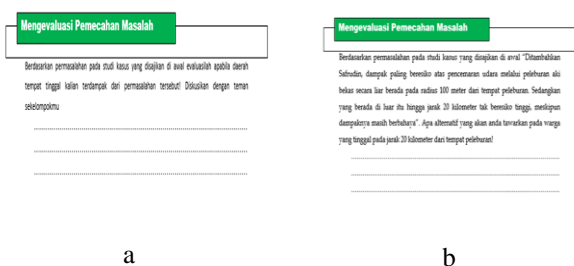 Mengevaluasi Pemecahan Masalah
Berdasarkan permasalahan pada studi kasus yang disajikan di awal evaluasilah apabila daerah
tempat tinggal kalian terdampak dari permasalahan tersebut! Diskusikan dengan teman
sekelompokmu
a
Mengevaluasi Pemecahan Masalah
Berdasarkan permasalahan pada studi kasus yang disajikan di awal "Ditambahkan
Safrudin, dampak paling beresiko atas pencemaran udara melalui peleburan aki
bekas secara liar berada pada radius 100 meter dari tempat peleburan. Sedangkan
yang berada di luar itu hingga jarak 20 kilometer tak beresiko tinggi, meskipun
dampaknya masih berbahaya". Apa alternatif yang akan anda tawarkan pada warga
yang tinggal pada jarak 20 kilometer dari tempat peleburan!
b